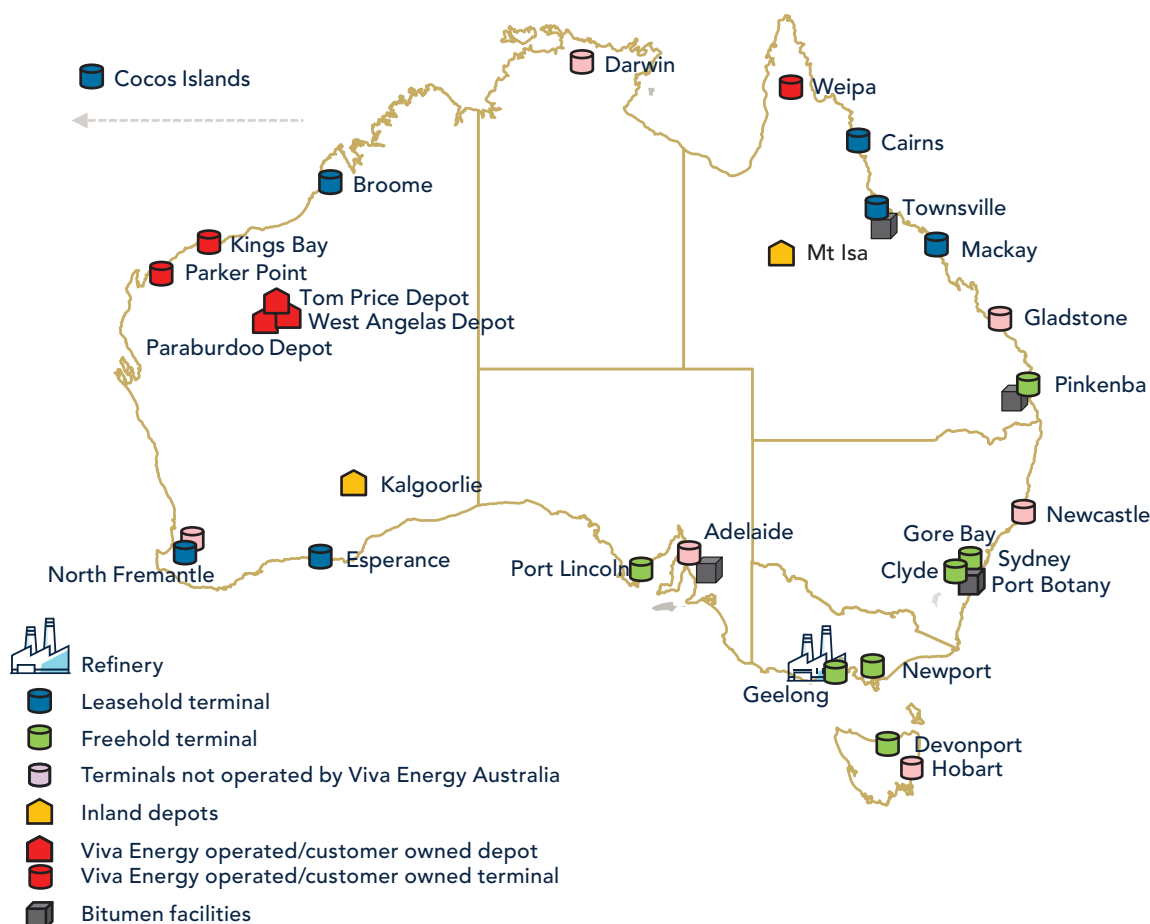 Cocos Islands
Darwin
Weipa
Cairns
Broome
Townsville
Kings Bay
Mackay
Mt Isa
Parker Point
Tom Price Depot
West Angelas Depot
Gladstone
Paraburdoo Depot
Pinkenba
Kalgoorlie
Newcastle
Adelaide
Gore Bay
Sydney
Esperance
Port Lincoln
Clyde
North Fremantle
Port Botany
Refinery
Newport
Geelong
Leasehold terminal
Freehold terminal
Devonport
Hobart
Terminals not operated by Viva Energy Australia
Inland depots
Viva Energy operated/customer owned depot
Viva Energy operated/customer owned terminal
Bitumen facilities